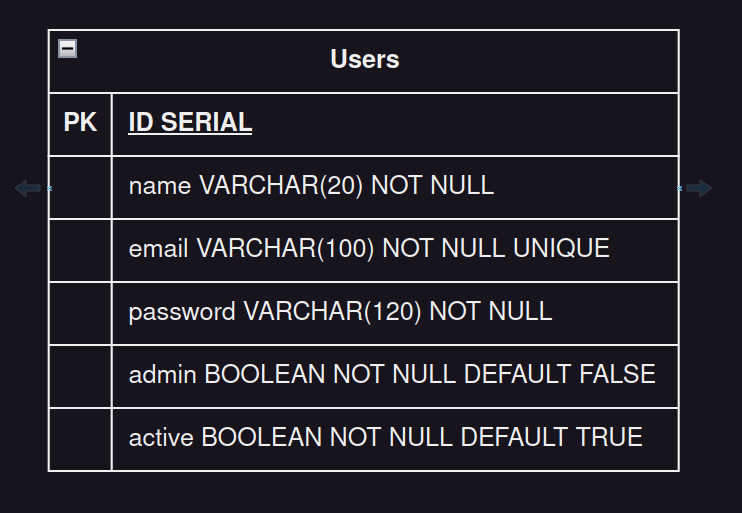 Users
PK ID SERIAL
name VARCHAR(20) NOT NULL
email VARCHAR(100) NOT NULL UNIQUE
password VARCHAR(120) NOT NULL
admin BOOLEAN NOT NULL DEFAULT FALSE
active BOOLEAN NOT NULL DEFAULT TRUE